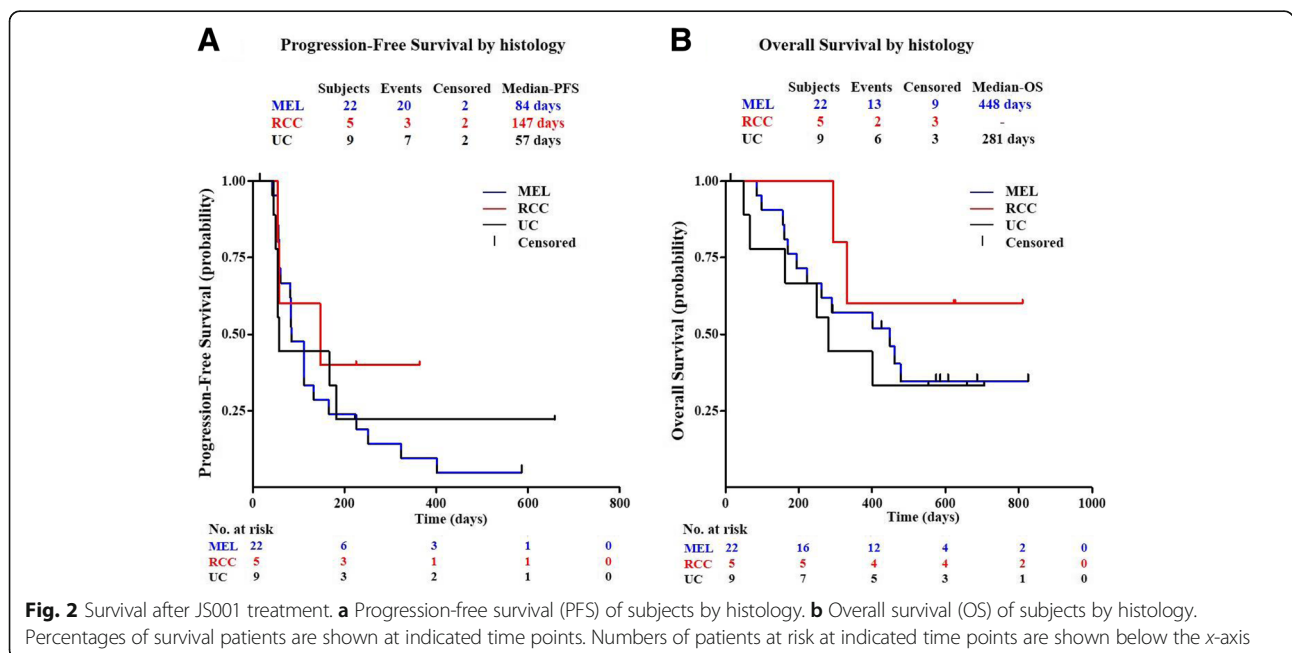 A
Progression-Free Survival by histology
Subjects Events Censored Median-PFS
MEL 22 20 2 84 days
RCC 5 3 2 147 days
UC 9 7 2 57 days
Progression-Free Survival (probability)
1.00
0.75
0.50
0.25
MEL
RCC
UC
Censored
0 200 400 600 800
Time (days)
No. at risk
MEL 22 6 3 1 0
RCC 5 3 1 1 0
UC 9 3 2 1 0
B
Overall Survival by histology
Subjects Events Censored Median-OS
MEL 22 13 9 448 days
RCC 5 2 3 -
UC 9 6 3 281 days
Overall Survival (probability)
1.00
0.75
0.50
0.25
MEL
RCC
UC
Censored
0 200 400 600 800 1000
Time (days)
No. at risk
MEL 22 16 12 4 2 0
RCC 5 5 4 4 2 0
UC 9 7 5 3 1 0
Fig. 2 Survival after JS001 treatment. a Progression-free survival (PFS) of subjects by histology. b Overall survival (OS) of subjects by histology.
Percentages of survival patients are shown at indicated time points. Numbers of patients at risk at indicated time points are shown below the x-axis